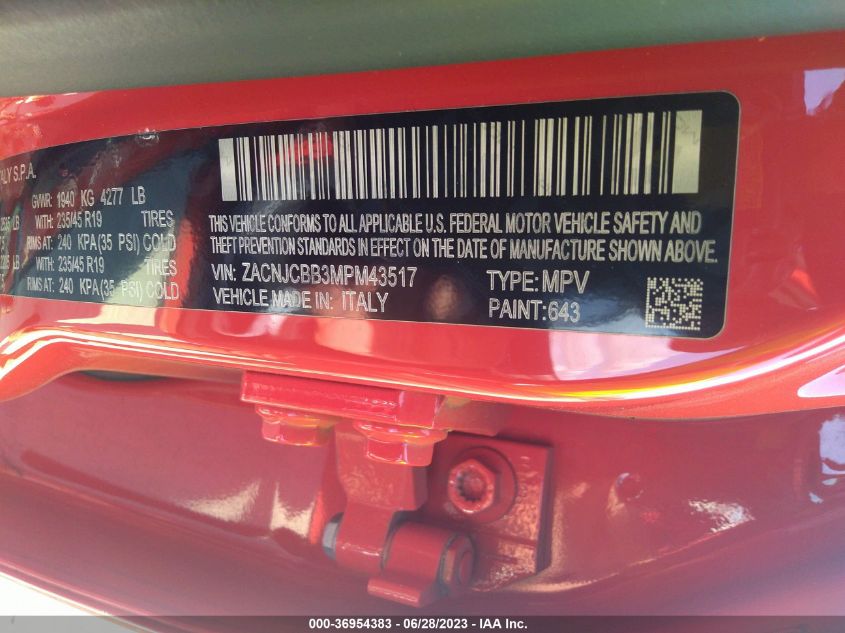 ITALY S.P.A.
GVWR: 1940 KG 4277 LB
WITH: 235/45 R19 TIRES
RIMS AT: 240 KPA(35 PSI) COLD
WITH: 235/45 R19 TIRES
RIMS AT: 240 KPA(35 PSI) COLD
THIS VEHICLE CONFORMS TO ALL APPLICABLE U.S. FEDERAL MOTOR VEHICLE SAFETY AND
THEFT PREVENTION STANDARDS IN EFFECT ON THE DATE OF MANUFACTURE SHOWN ABOVE.
VIN: ZACNJCBB3MPM43517 TYPE: MPV
VEHICLE MADE IN ITALY PAINT: 643
000-36954383 - 06/28/2023 - IAA Inc.